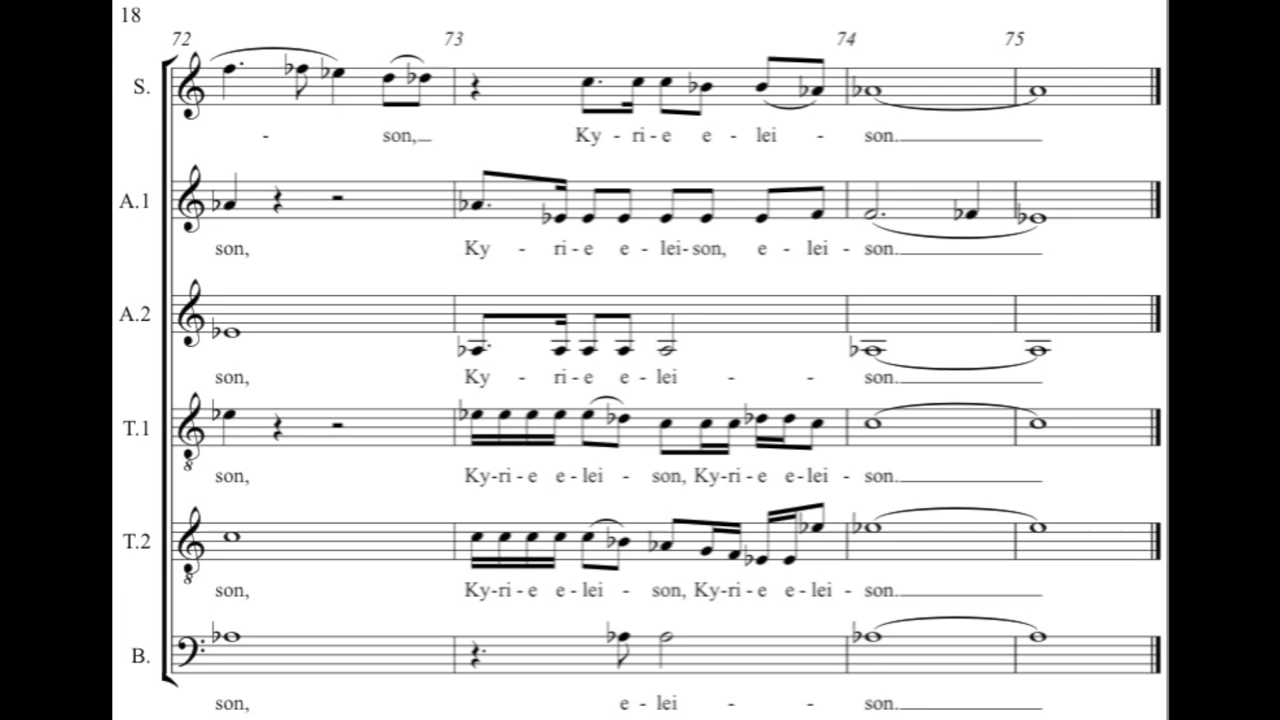 18
72 73 74 75
S.
- son, Ky - ri - e e - lei - son.
A.1
son, Ky - ri - e e - lei - son, e - lei - son.
A.2
son, Ky - ri - e e - lei - - son.
T.1
son, Ky - ri - e e - lei - son, Ky - ri - e e - lei - son.
T.2
8
son, Ky - ri - e e - lei - son, Ky - ri - e e - lei - son.
8
B.
son, e - lei - - son.